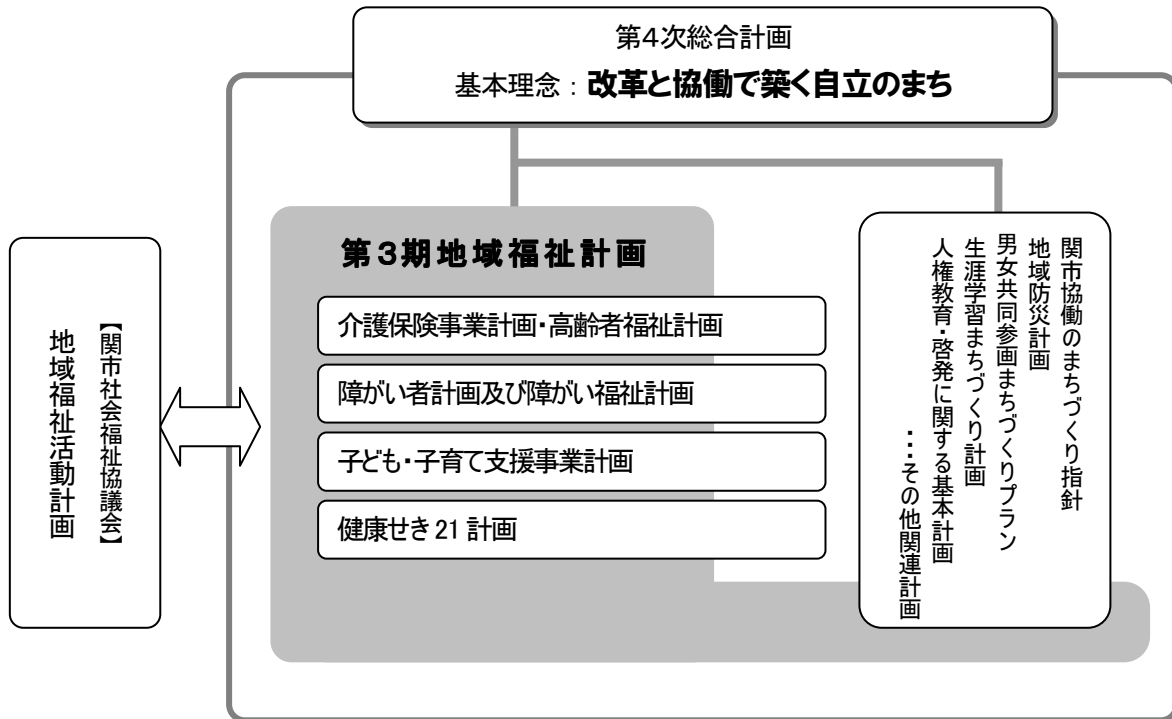 第4次総合計画
基本理念：改革と協働で築く自立のまち
第3期地域福祉計画
介護保険事業計画・高齢者福祉計画
障がい者計画及び障がい福祉計画
子ども・子育て支援事業計画
健康せき21計画
関市協働のまちづくり指針
地域防災計画
男女共同参画まちづくりプラン
生涯学習まちづくり計画
人権教育・啓発に関する基本計画
・・・その他関連計画
【関市社会福祉協議会】
地域福祉活動計画